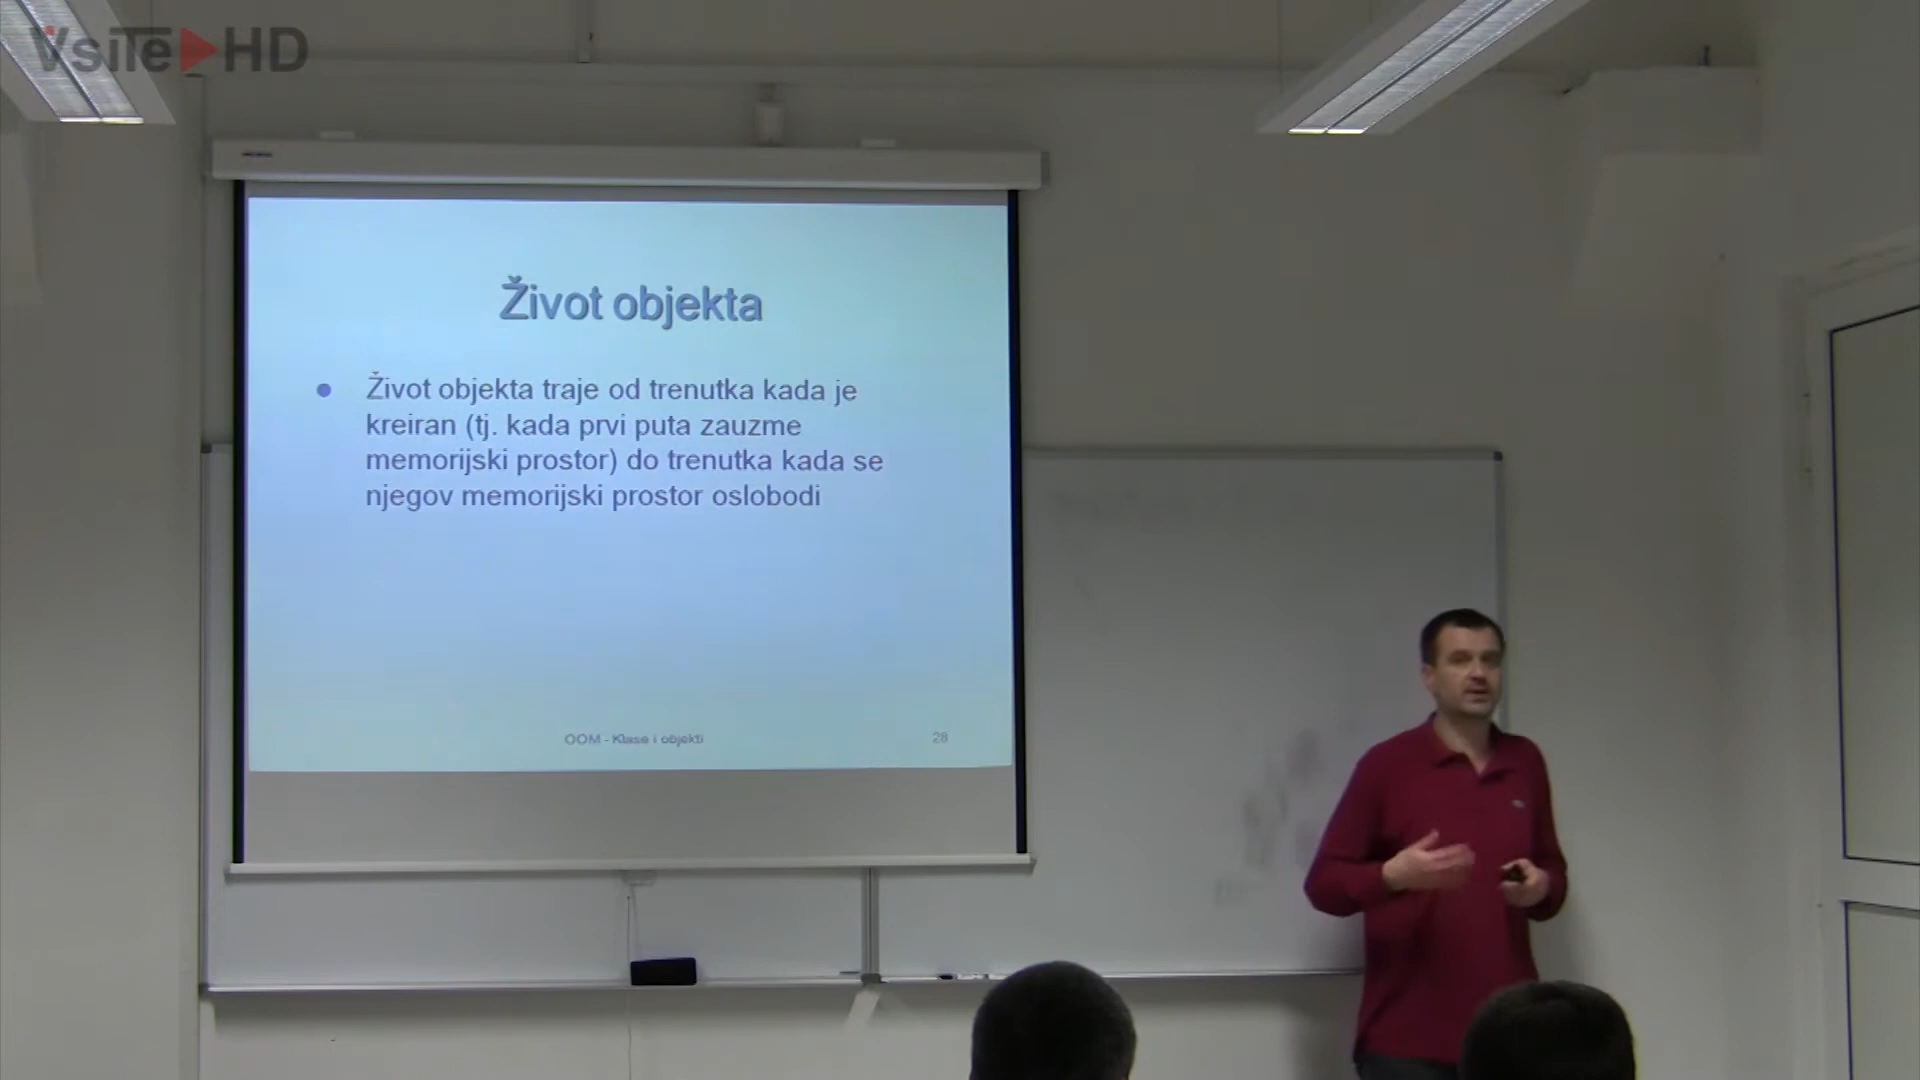 VsiTe HD
Život objekta
Život objekta traje od trenutka kada je
kreiran (tj. kada prvi puta zauzme
memorijski prostor) do trenutka kada se
njegov memorijski prostor oslobodi
OOM - Klase i objekti
28